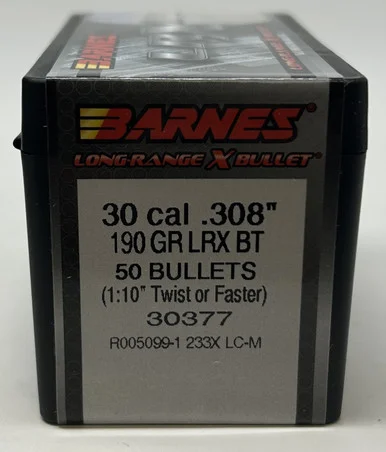 BARNES
LONG-RANGE X BULLET
30 cal .308"
190 GR LRX BT
50 BULLETS
(1:10" Twist or Faster)
30377
R005099-1 233X LC-M